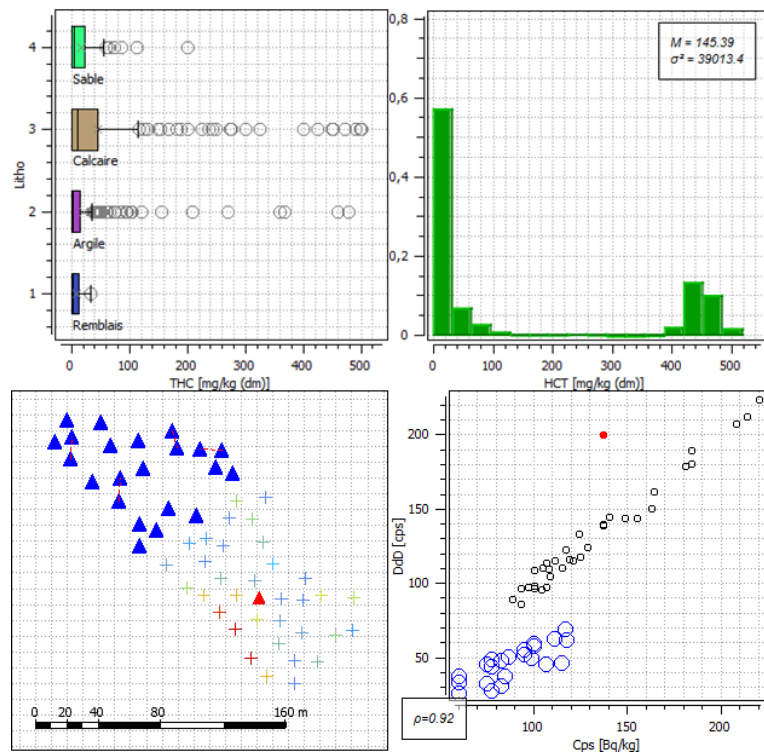 4
Sable
3
Calcaire
2
Argile
1
Remblais
Litho
0 100 200 300 400 500
THC [mg/kg (dm)]
0,8
M = 145.39
σ² = 39013.4
0,6
0,4
0,2
0
0 100 200 300 400 500
HCT [mg/kg (dm)]
0 20 40 80 160 m
200
150
100
50
DdD [cps]
ρ=0.92
100 150 200
Cps [Bq/kg]